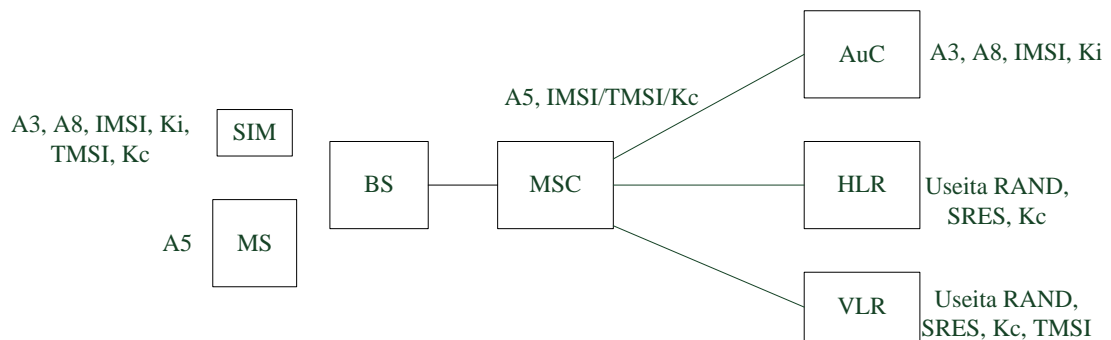 A3, A8, IMSI, Ki,
TMSI, Kc
SIM
A5
MS
BS
A5, IMSI/TMSI/Kc
MSC
AuC
A3, A8, IMSI, Ki
HLR
Useita RAND,
SRES, Kc
VLR
Useita RAND,
SRES, Kc, TMSI